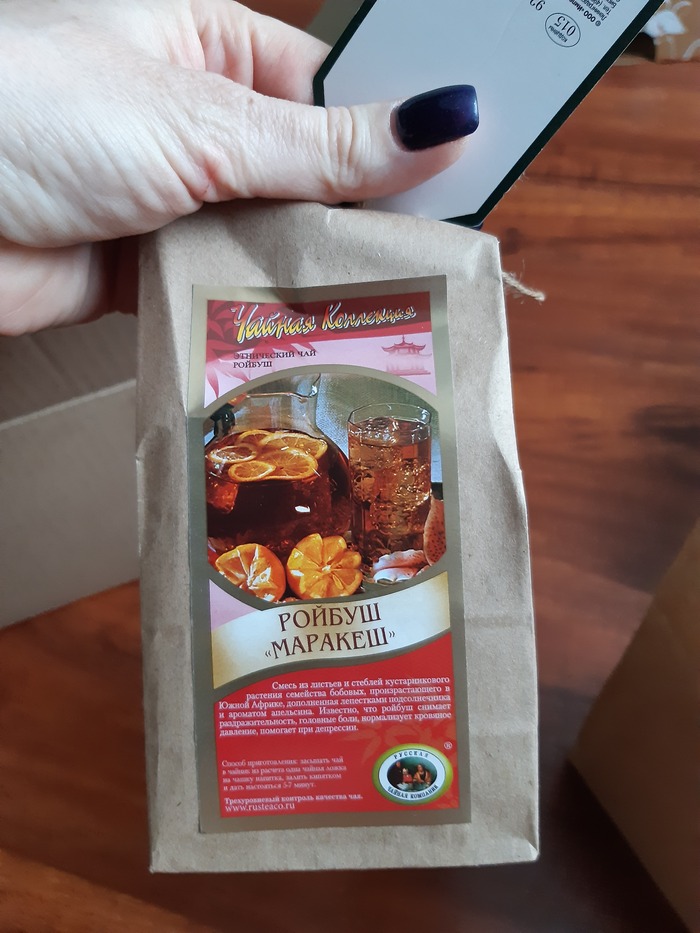 © ООО
015
Чайная Коллекция
ЭТНИЧЕСКИЙ ЧАЙ
РОЙБУШ
РОЙБУШ
«МАРАКЕШ»
Смесь из листьев и стеблей кустарникового
растения семейства бобовых, произрастающего в
Южной Африке, дополненная лепестками подсолнечника
и ароматом апельсина. Известно, что ройбуш снимает
раздражительность, головные боли, нормализует кровяное
давление, помогает при депрессии.
Способ приготовления: засыпать чай
в чайник из расчета одна чайная ложка
на чашку напитка, залить кипятком
и дать настояться 5-7 минут.
Трехуровневый контроль качества чая.
www.rusteaco.ru
®
РУССКАЯ
ЧАЙНАЯ КОМПАНИЯ